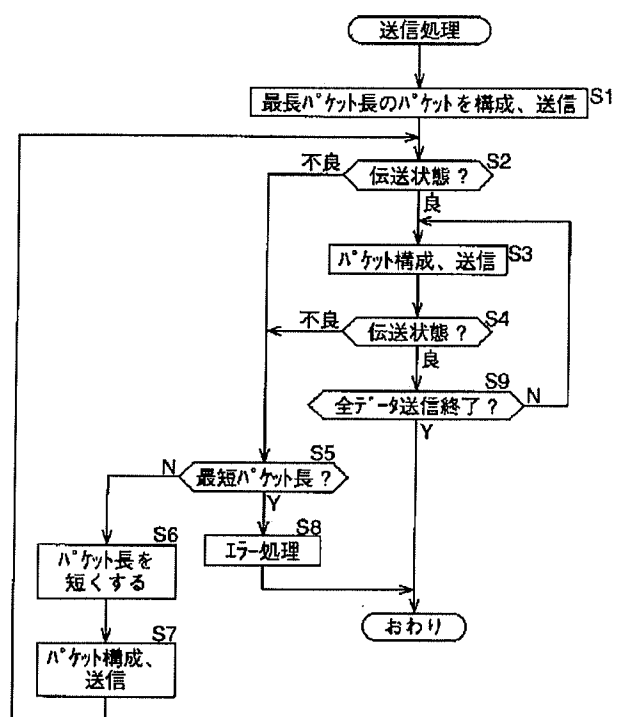 送信処理
最長パケット長のパケットを構成、送信 S1
伝送状態？ S2
不良
良
パケット構成、送信 S3
伝送状態？ S4
不良
良
全データ送信終了？ S9
N
Y
最短パケット長？ S5
N
Y
エラー処理 S8
パケット長を S6
短くする
パケット構成、 S7
送信
おわり